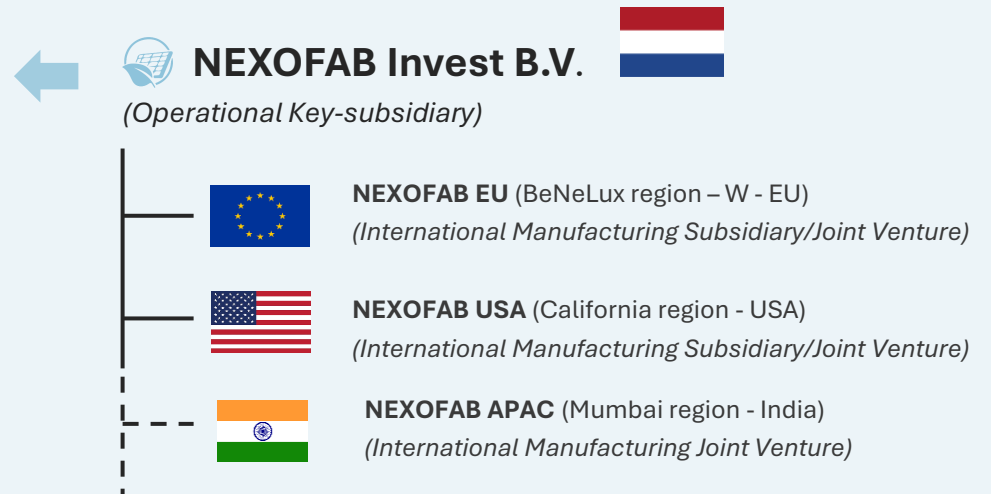 NEXOFAB Invest B.V.
(Operational Key-subsidiary)
NEXOFAB EU (BeNeLux region – W - EU)
(International Manufacturing Subsidiary/Joint Venture)
NEXOFAB USA (California region - USA)
(International Manufacturing Subsidiary/Joint Venture)
NEXOFAB APAC (Mumbai region - India)
(International Manufacturing Joint Venture)